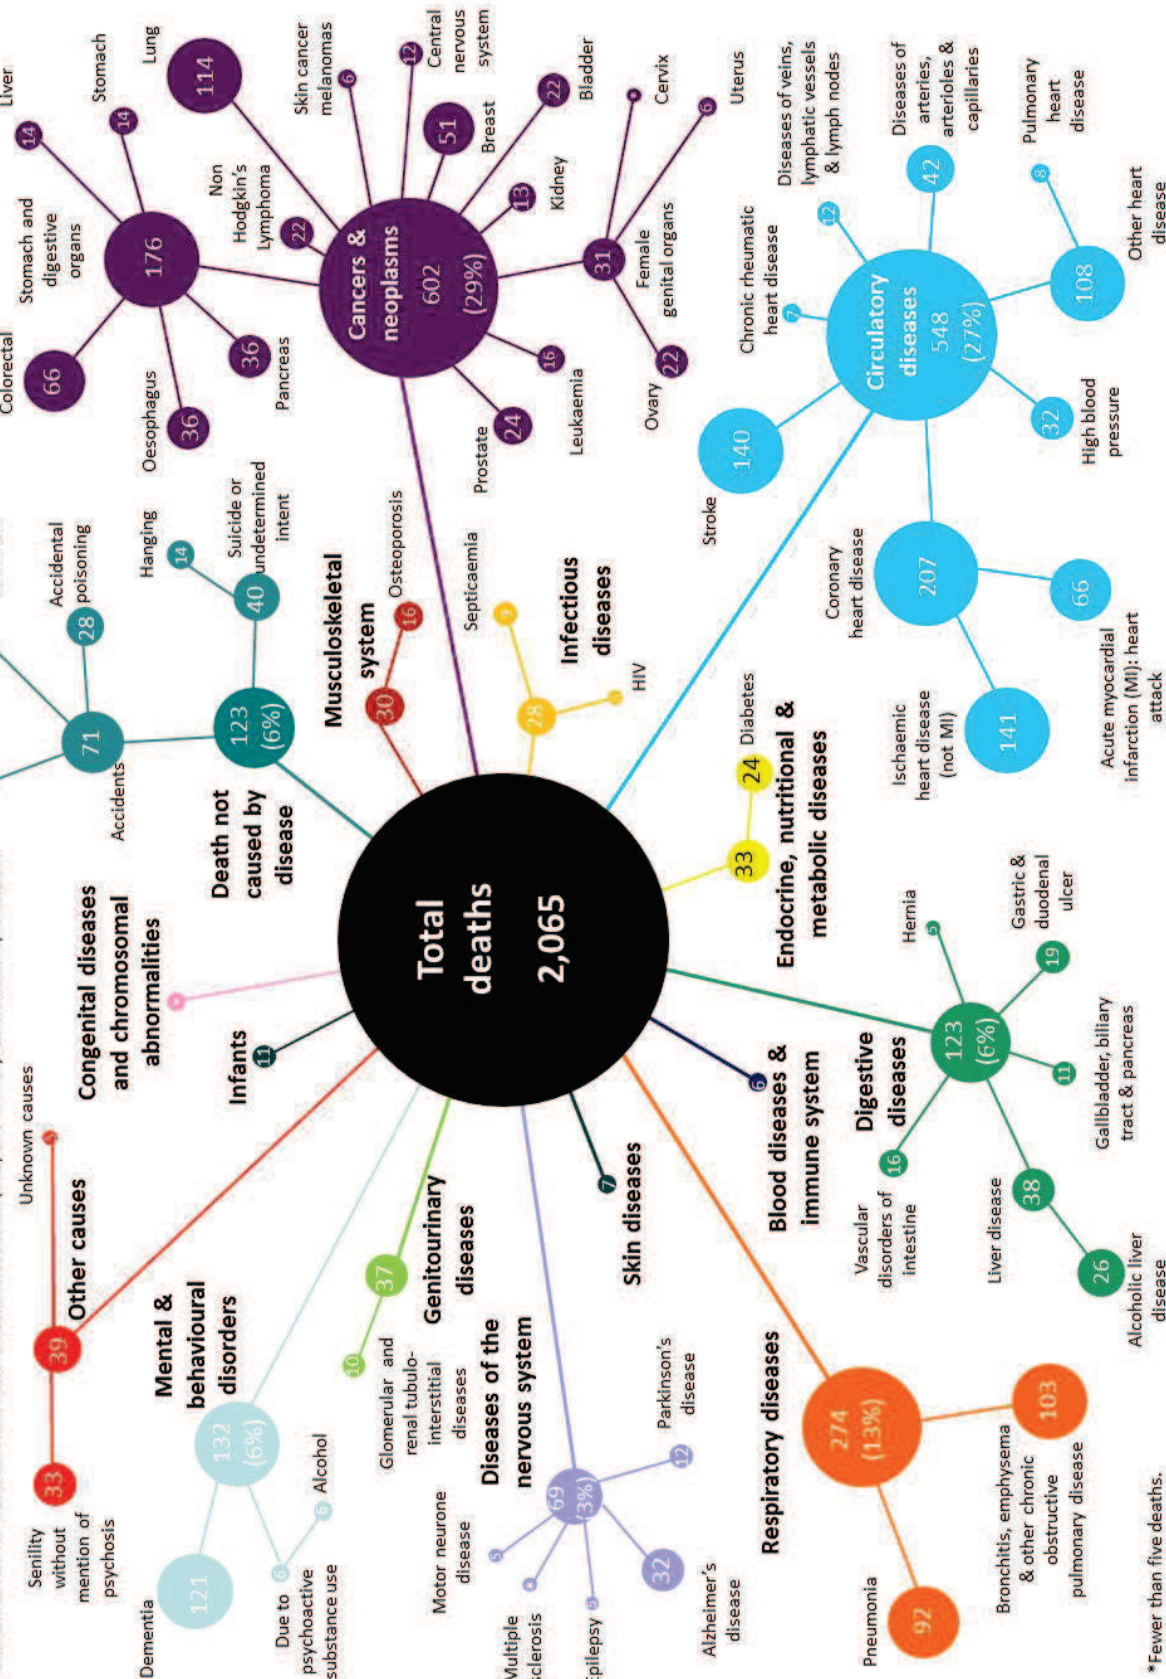 Total
deaths
2,065
Cancers &
neoplasms
602
(29%)
176
Stomach and
digestive
organs
Liver
14
Stomach
14
Colorectal
66
Oesophagus
36
Pancreas
36
Lung
114
Non
Hodgkin's
Lymphoma
22
Skin cancer
melanomas
6
12
Central
nervous
system
51
Breast
22
Bladder
13
Kidney
31
Female
genital organs
*
Cervix
6
Uterus
Ovary
22
16
Leukaemia
Prostate
24
Circulatory
diseases
548
(27%)
Chronic rheumatic
heart disease
7
Diseases of veins,
lymphatic vessels
& lymph nodes
12
Diseases of
arteries,
arterioles &
capillaries
42
108
Other heart
disease
Pulmonary
heart
disease
8
32
High blood
pressure
Stroke
140
Coronary
heart disease
207
Ischaemic
heart disease
(not MI)
141
66
Acute myocardial
infarction (MI): heart
attack
Endocrine, nutritional &
metabolic diseases
33
24
Diabetes
Infectious
diseases
28
Septicaemia
9
HIV
Musculoskeletal
system
30
16
Osteoporosis
Death not
caused by
disease
123
(6%)
Accidents
71
Accidental
poisoning
28
Suicide or
undetermined
intent
40
Hanging
14
Congenital diseases
and chromosomal
abnormalities
Infants
11
Other causes
39
Unknown causes
33
Senility
without
mention of
psychosis
Mental &
behavioural
disorders
132
(6%)
Dementia
121
Due to
psychoactive
substance use
6
6
Alcohol
Genitourinary
diseases
37
10
Glomerular and
renal tubulo-
interstitial
diseases
Diseases of the
nervous system
69
(3%)
Motor neurone
disease
5
Multiple
*
Epilepsy
5
Alzheimer's
disease
32
Parkinson's
disease
12
Skin diseases
7
Blood diseases &
immune system
6
Respiratory diseases
274
(13%)
Pneumonia
92
Bronchitis, emphysema
& other chronic
obstructive
pulmonary disease
103
Digestive
diseases
123
(6%)
Hernia
5
Gastric &
duodenal
ulcer
19
11
Gallbladder, biliary
tract & pancreas
Vascular
disorders of
intestine
16
Liver disease
38
26
Alcoholic liver
disease
*Fewer than five deaths.